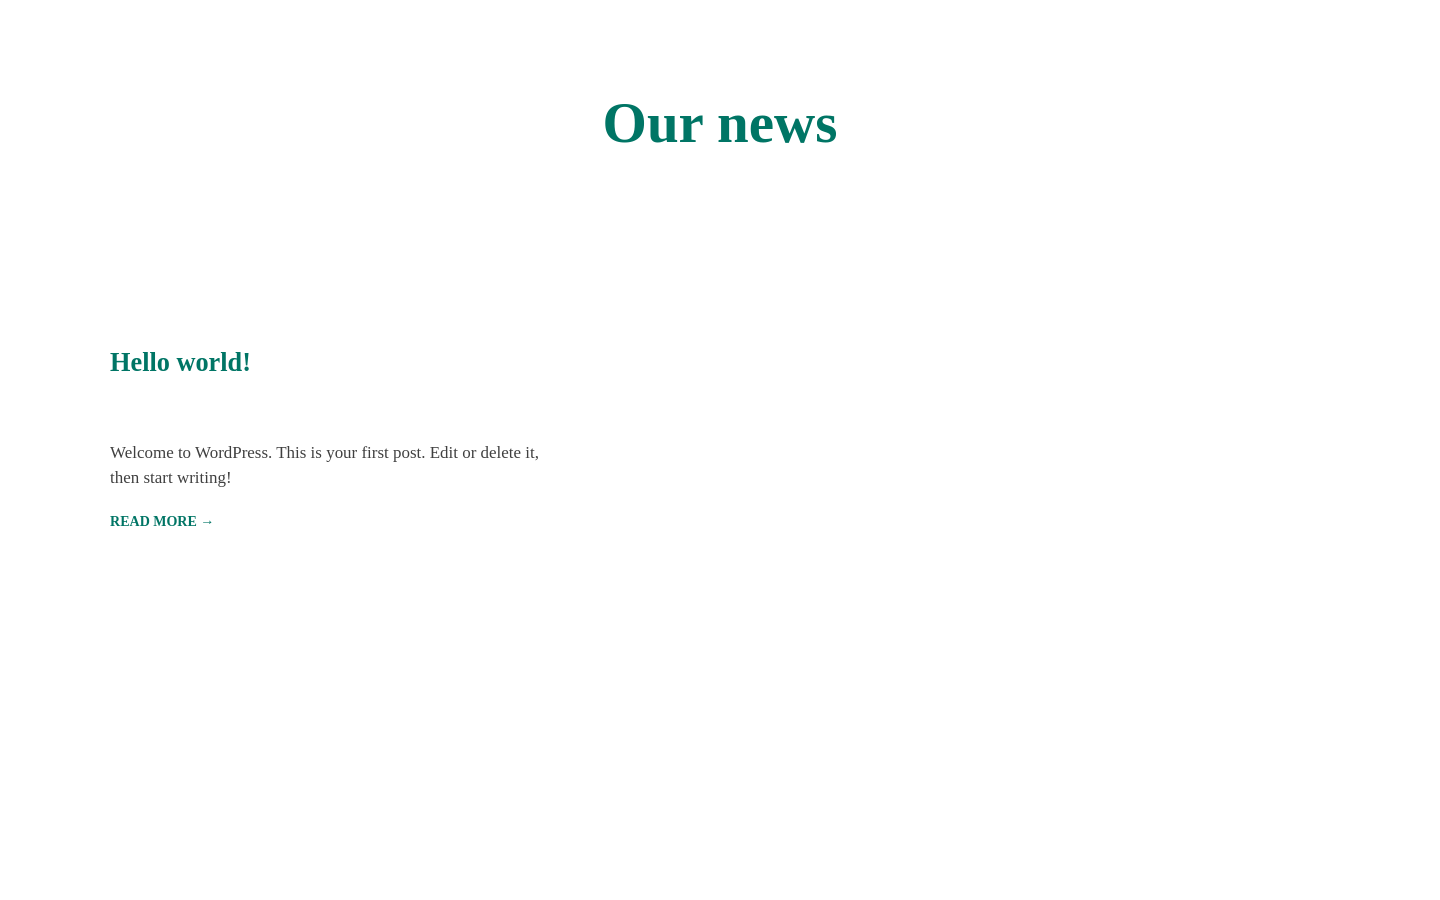 Our news
Hello world!
Welcome to WordPress. This is your first post. Edit or delete it,
then start writing!
READ MORE →